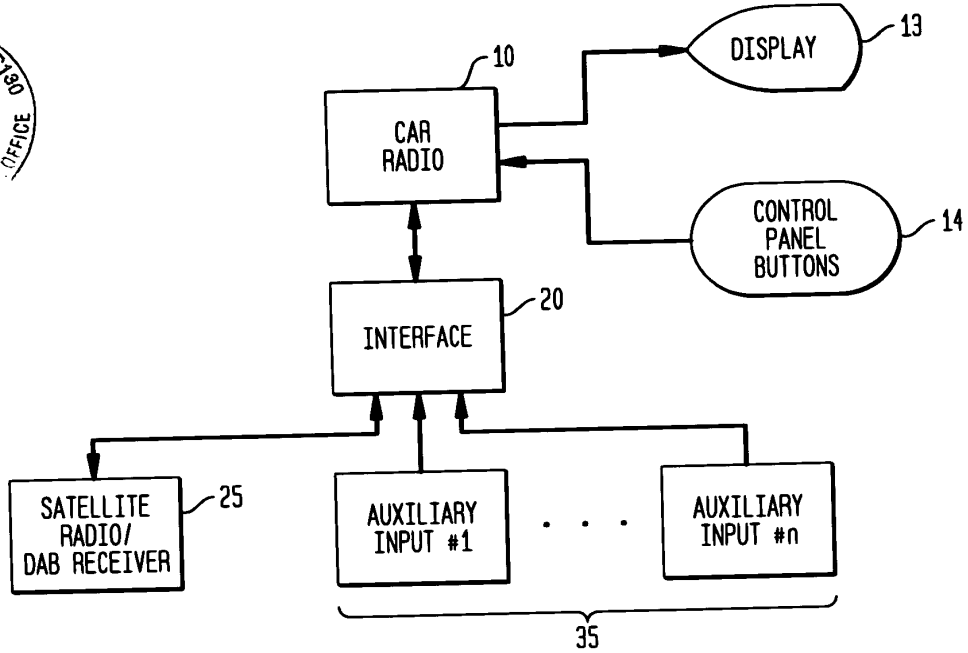 130
OFFICE
10
CAR
RADIO
DISPLAY
13
CONTROL
PANEL
BUTTONS
14
INTERFACE
20
SATELLITE
RADIO/
DAB RECEIVER
25
AUXILIARY
INPUT #1
. . .
AUXILIARY
INPUT #n
35